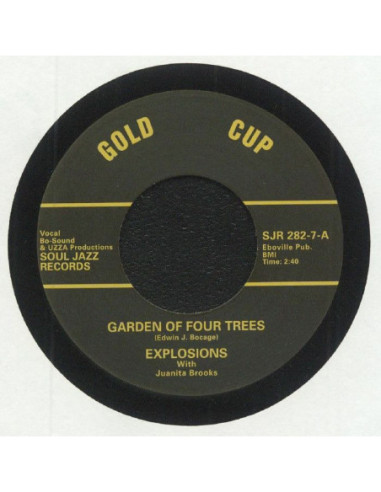 GOLD CUP
Vocal
Bo-Sound
& UZZA Productions
SOUL JAZZ
RECORDS
SJR 282-7-A
Eboville Pub.
BMI
Time: 2:40
GARDEN OF FOUR TREES
(Edwin J. Bocage)
EXPLOSIONS
With
Juanita Brooks